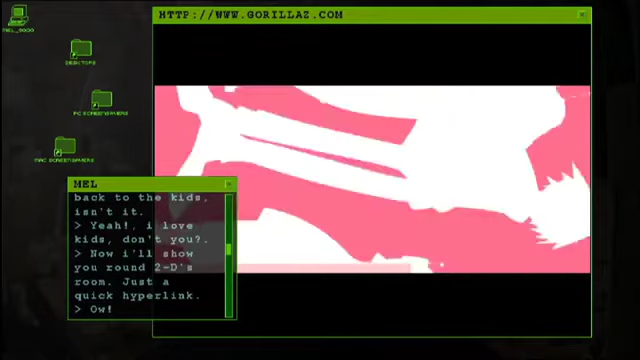 HTTP://WWW.GORILLAZ.COM
MEL_9000
DESKTOPS
PC SCREENSAVERS
MAC SCREENSAVERS
MEL
back to the kids,
isn't it.
> Yeah!, i love
kids, don't you?.
> Now i'll show
you round 2-D's
room. Just a
quick hyperlink.
> Ow!